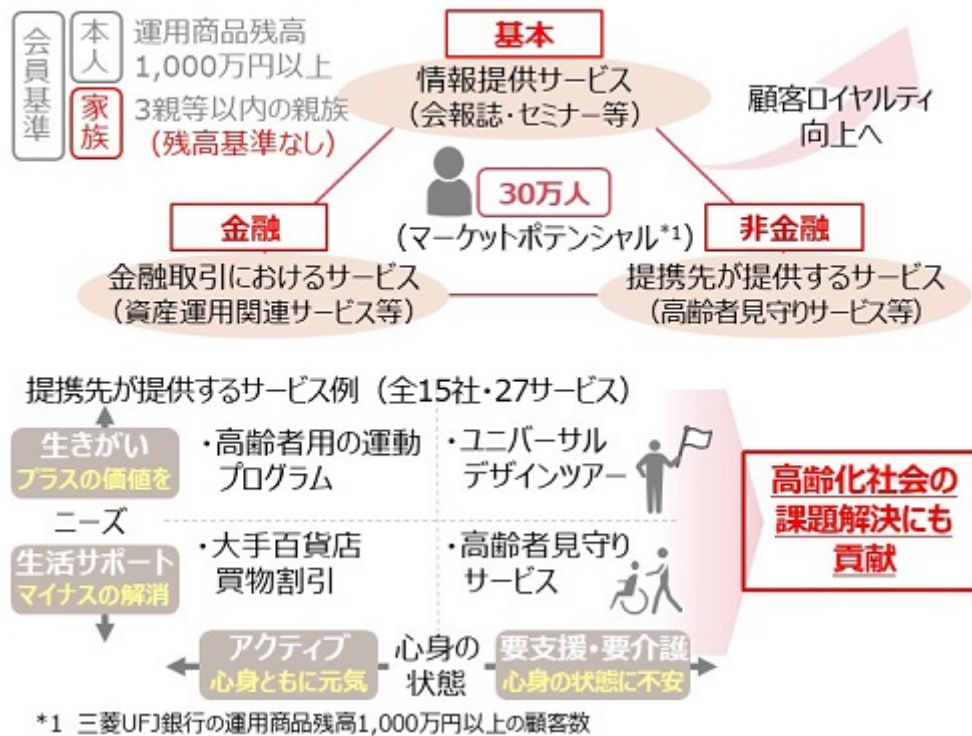 会員基準
本人
運用商品残高
1,000万円以上
家族
3親等以内の親族
(残高基準なし)
基本
情報提供サービス
(会報誌・セミナー等)
顧客ロイヤルティ
向上へ
30万人
(マーケットポテンシャル*1)
金融
金融取引におけるサービス
(資産運用関連サービス等)
非金融
提携先が提供するサービス
(高齢者見守りサービス等)
提携先が提供するサービス例 (全15社・27サービス)
生きがい
プラスの価値を
ニーズ
生活サポート
マイナスの解消
・高齢者用の運動
プログラム
・ユニバーサル
デザインツアー
・大手百貨店
買物割引
・高齢者見守り
サービス
アクティブ
心身ともに元気
心身の
状態
要支援・要介護
心身の状態に不安
高齢化社会の
課題解決にも
貢献
*1 三菱UFJ銀行の運用商品残高1,000万円以上の顧客数